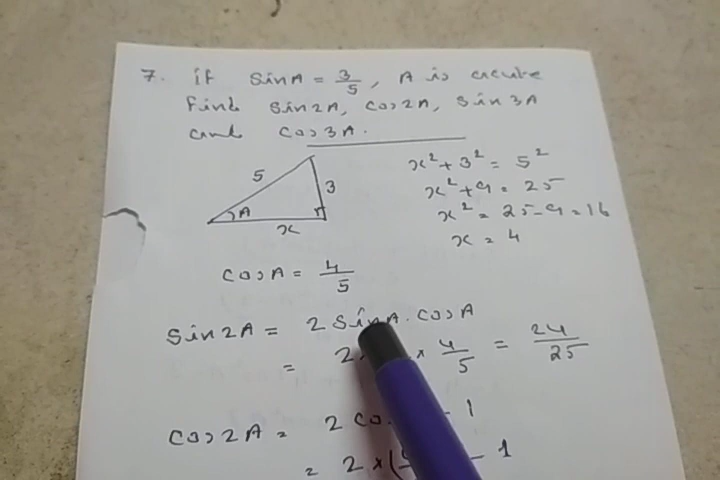 7. if sinA = 3/5, A is acute
Find sin2A, cos2A, sin3A
and cos3A.
5
3
A
x
x² + 3² = 5²
x² + 9 = 25
x² = 25-9 = 16
x = 4
cosA = 4/5
sin2A = 2 sinA. cosA
= 2 × 4/5 = 24/25
cos2A = 2 co - 1
= 2 ×( - 1